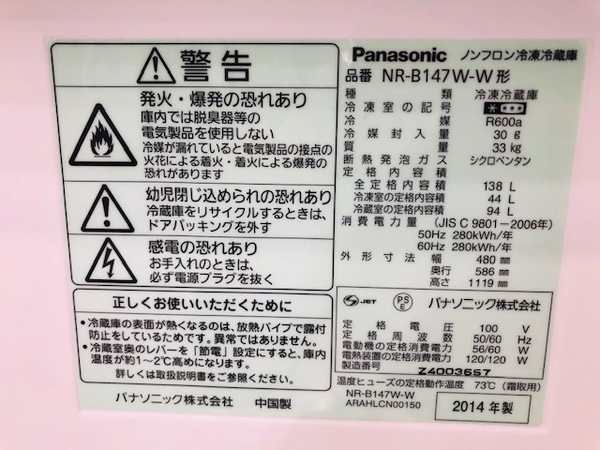 警告
発火・爆発の恐れあり
庫内では脱臭器等の
電気製品を使用しない
冷媒が漏れていると電気製品の接点の
火花による着火・着火による爆発の
恐れがあります
幼児閉じ込められの恐れあり
冷蔵庫をリサイクルするときは、
ドアパッキングを外す
感電の恐れあり
お手入れのときは、
必ず電源プラグを抜く
正しくお使いいただくために
・冷蔵庫の表面が熱くなるのは、放熱パイプで露付
防止をしているためです。異常ではありません。
・冷蔵室奥のレバーを「節電」設定にすると、庫内
温度が約1~2℃高めになります。
詳しくは取扱説明書をご参照ください。
パナソニック株式会社 中国製
Panasonic ノンフロン冷凍冷蔵庫
品番 NR-B147W-W 形
種類 冷凍冷蔵庫
冷凍室の記号
冷媒 R600a
冷媒封入量 30g
質量 33kg
断熱発泡ガス シクロペンタン
定格内容積
全定格内容積 138 L
冷凍室の定格内容積 44 L
冷蔵室の定格内容積 94 L
消費電力量 (JIS C 9801-2006年)
50Hz 280kWh/年
60Hz 280kWh/年
外形寸法 幅 480 mm
奥行 586 mm
高さ 1119 mm
S JET PS E パナソニック株式会社
定格電圧 100 V
定格周波数 50/60 Hz
電動機の定格消費電力 56/60 W
電熱装置の定格消費電力 120/120 W
製造番号 Z4003657
温度ヒューズの定格動作温度 73℃ (霜取用)
NR-B147W-W
ARAHLCN00150
2014 年製